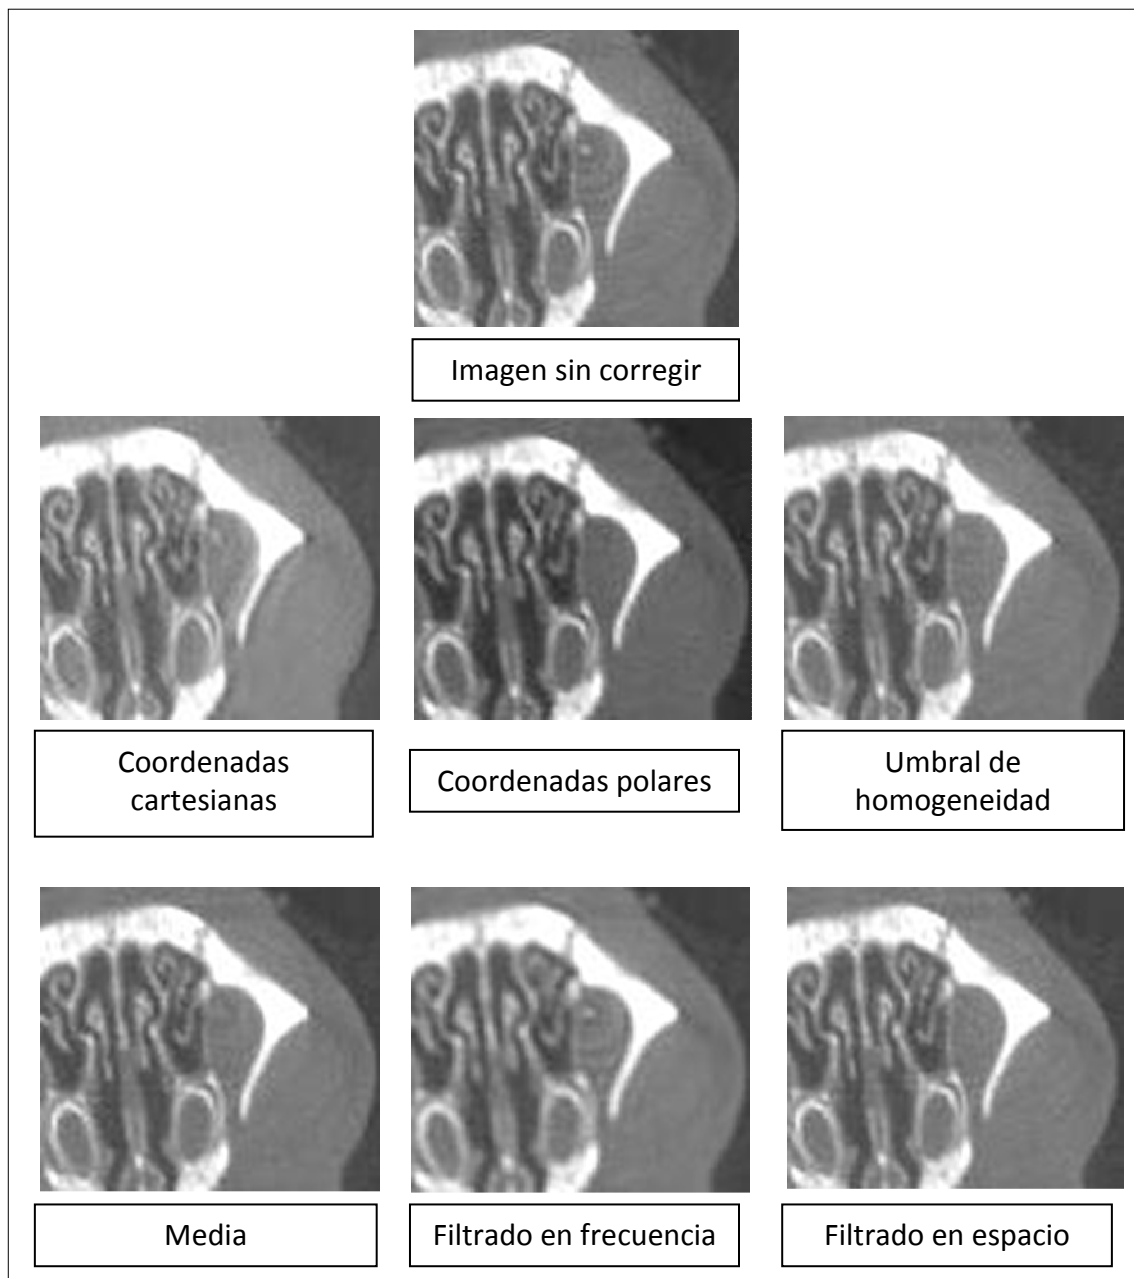 Imagen sin corregir
Coordenadas
cartesianas
Coordenadas polares
Umbral de
homogeneidad
Media
Filtrado en frecuencia
Filtrado en espacio